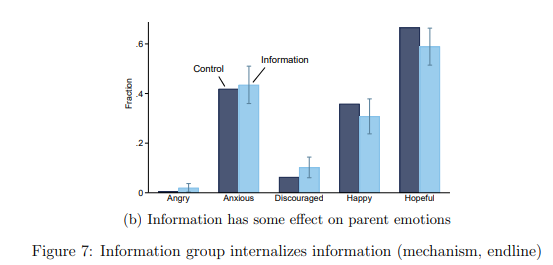 .6
Information
Control
Fraction
.4
.2
0
Angry Anxious Discouraged Happy Hopeful
(b) Information has some effect on parent emotions
Figure 7: Information group internalizes information (mechanism, endline)